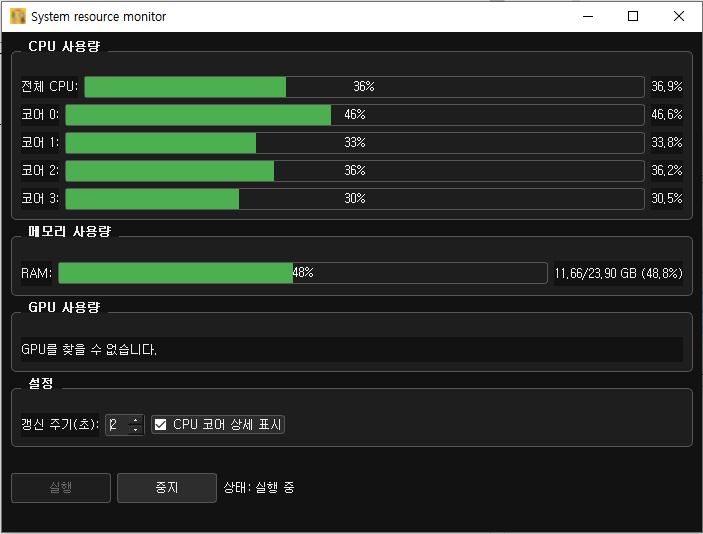 System resource monitor
CPU 사용량
전체 CPU: 36% 36.9%
코어 0: 46% 46.6%
코어 1: 33% 33.8%
코어 2: 36% 36.2%
코어 3: 30% 30.5%
메모리 사용량
RAM: 48% 11.66/23.90 GB (48.8%)
GPU 사용량
GPU를 찾을 수 없습니다.
설정
갱신 주기(초): 2 CPU 코어 상세 표시
실행 중지 상태: 실행 중